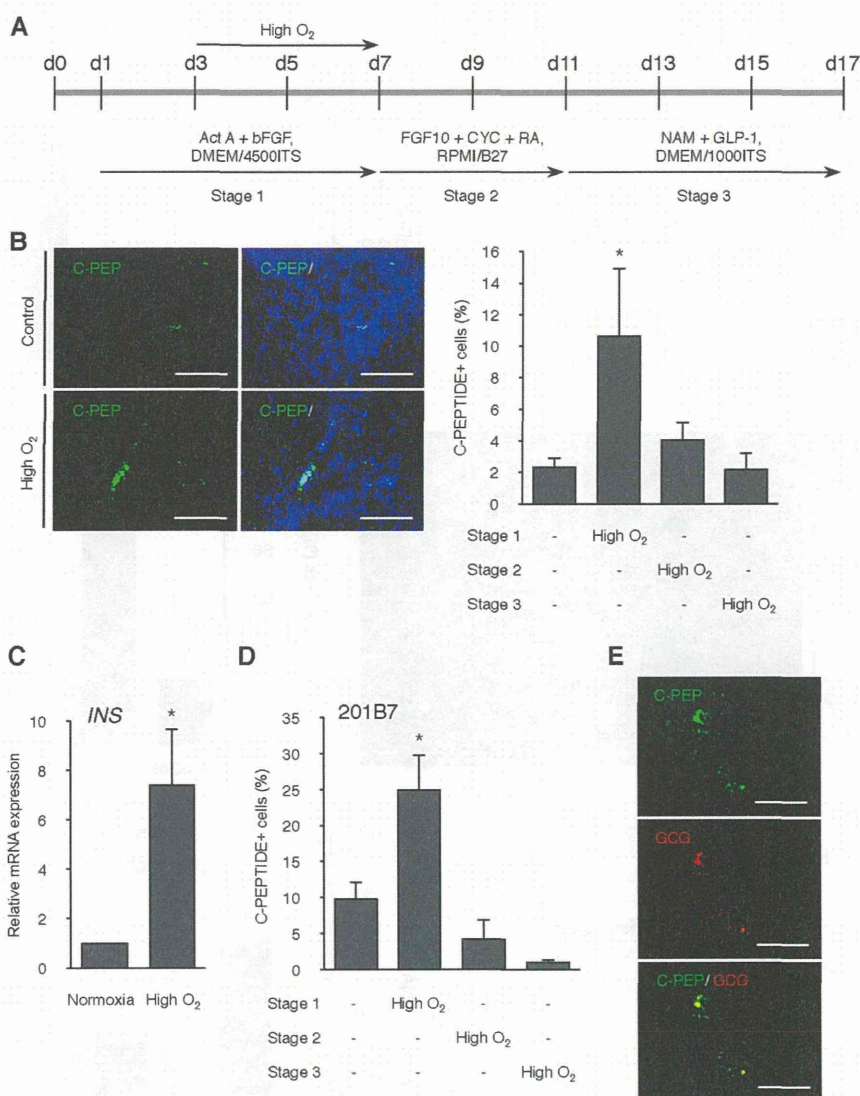 A
High O2
d0 d1 d3 d5 d7 d9 d11 d13 d15 d17
Act A + bFGF, DMEM/4500ITS
Stage 1
FGF10 + CYC + RA, RPMI/B27
Stage 2
NAM + GLP-1, DMEM/1000ITS
Stage 3
B
Control
C-PEP
C-PEP/
High O2
C-PEP
C-PEP/
C-PEPTIDE+ cells (%)
16
14
12
10
8
6
4
2
0
*
Stage 1 - High O2 - -
Stage 2 - - High O2 -
Stage 3 - - - High O2
C
INS
Relative mRNA expression
10
8
6
4
2
0
*
Normoxia High O2
D
201B7
C-PEPTIDE+ cells (%)
35
30
25
20
15
10
5
0
*
Stage 1 - High O2 - -
Stage 2 - - High O2 -
Stage 3 - - - High O2
E
C-PEP
GCG
C-PEP/GCG